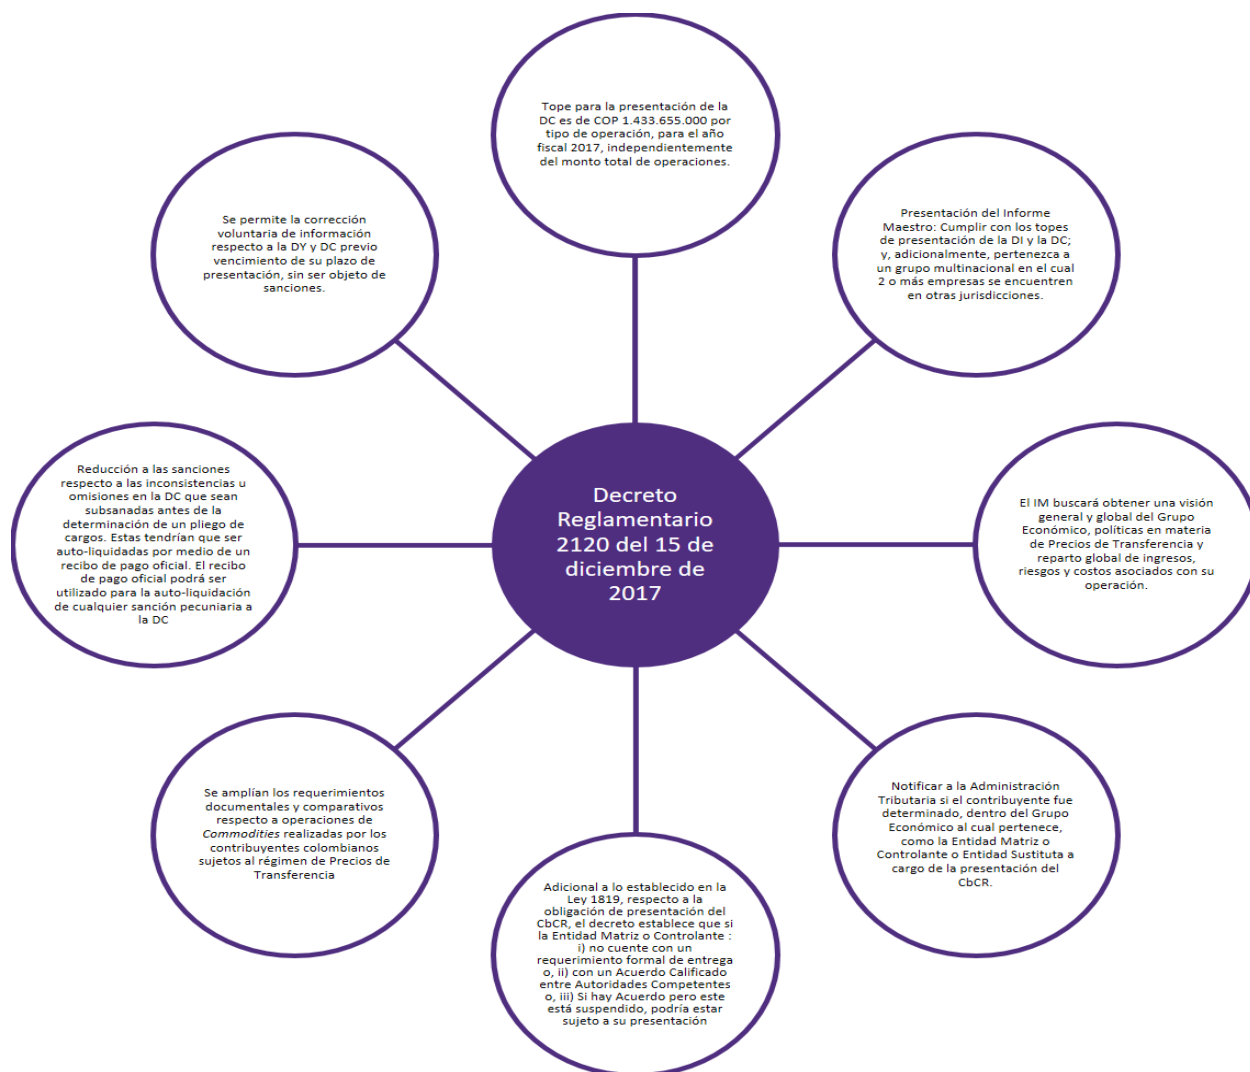 Tope para la presentación de la
DC es de COP 1.433.655.000 por
tipo de operación, para el año
fiscal 2017, independientemente
del monto total de operaciones.
Presentación del Informe
Maestro: Cumplir con los topes
de presentación de la DI y la DC;
y, adicionalmente, pertenezca a
un grupo multinacional en el cual
2 o más empresas se encuentren
en otras jurisdicciones.
El IM buscará obtener una visión
general y global del Grupo
Económico, políticas en materia
de Precios de Transferencia y
reparto global de ingresos,
riesgos y costos asociados con su
operación.
Notificar a la Administración
Tributaria si el contribuyente fue
determinado, dentro del Grupo
Económico al cual pertenece,
como la Entidad Matriz o
Controlante o Entidad Sustituta a
cargo de la presentación del
CbCR.
Adicional a lo establecido en la
Ley 1819, respecto a la
obligación de presentación del
CbCR, el decreto establece que si
la Entidad Matriz o Controlante :
i) no cuente con un
requerimiento formal de entrega
o, ii) con un Acuerdo Calificado
entre Autoridades Competentes
o, iii) Si hay Acuerdo pero este
está suspendido, podría estar
sujeto a su presentación
Se amplían los requerimientos
documentales y comparativos
respecto a operaciones de
Commodities realizadas por los
contribuyentes colombianos
sujetos al régimen de Precios de
Transferencia
Reducción a las sanciones
respecto a las inconsistencias u
omisiones en la DC que sean
subsanadas antes de la
determinación de un pliego de
cargos. Estas tendrían que ser
auto-liquidadas por medio de un
recibo de pago oficial. El recibo
de pago oficial podrá ser
utilizado para la auto-liquidación
de cualquier sanción pecuniaria a
la DC
Se permite la corrección
voluntaria de información
respecto a la DY y DC previo
vencimiento de su plazo de
presentación, sin ser objeto de
sanciones.
Decreto
Reglamentario
2120 del 15 de
diciembre de
2017